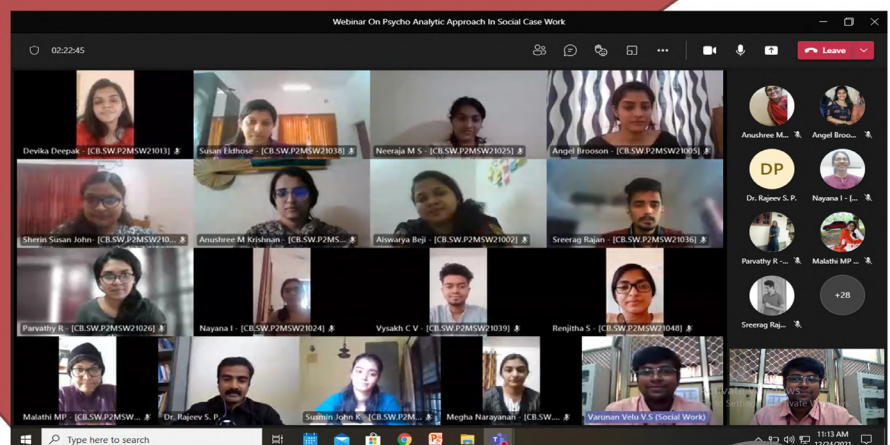 Webinar On Psycho Analytic Approach In Social Case Work
02:22:45
Leave
Devika Deepak - [CB.SW.P2MSW21013]
Susan Eldhose - [CB.SW.P2MSW21038]
Neeraja M S - [CB.SW.P2MSW21025]
Angel Brooson - [CB.SW.P2MSW21005]
Anushree M...
Angel Broo...
DP
Dr. Rajeev S. P.
Nayana I - [...
Sherin Susan John- [CB.SW.P2MSW210...
Anushree M Krishnan - [CB.SW.P2MS...
Aiswarya Beji - [CB.SW.P2MSW21002]
Sreerag Rajan - [CB.SW.P2MSW21036]
Parvathy R -...
Malathi MP ...
+28
Sreerag Raj...
Parvathy R - [CB.SW.P2MSW21026]
Nayana I - [CB.SW.P2MSW21024]
Vysakh C V - [CB.SW.P2MSW21039]
Renjitha S - [CB.SW.P2MSW21048]
Malathi MP - [CB.SW.P2MSW...
Dr. Rajeev S. P.
Susmin John K - [CB.SW.P2M...
Megha Narayanan - [CB.SW....
Varunan Velu V.S (Social Work)
Type here to search
11:13 AM
12/24/2021